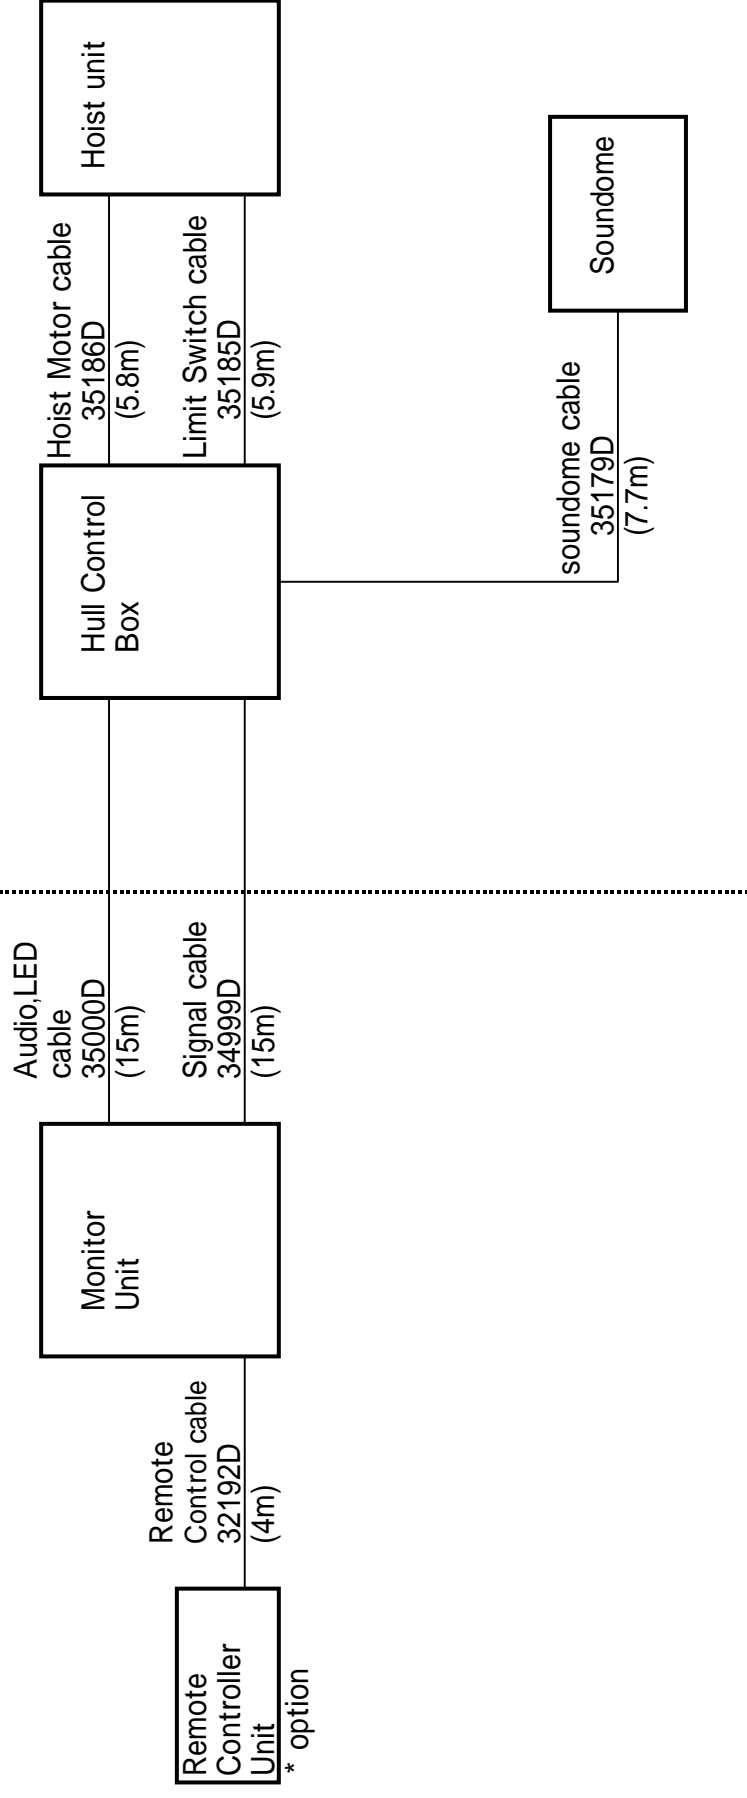 Remote
Controller
Unit
* option
Remote
Control cable
32192D
(4m)
Monitor
Unit
Audio,LED
cable
35000D
(15m)
Signal cable
34999D
(15m)
Hull Control
Box
Hoist Motor cable
35186D
(5.8m)
Limit Switch cable
35185D
(5.9m)
Hoist unit
soundome cable
35179D
(7.7m)
Soundome